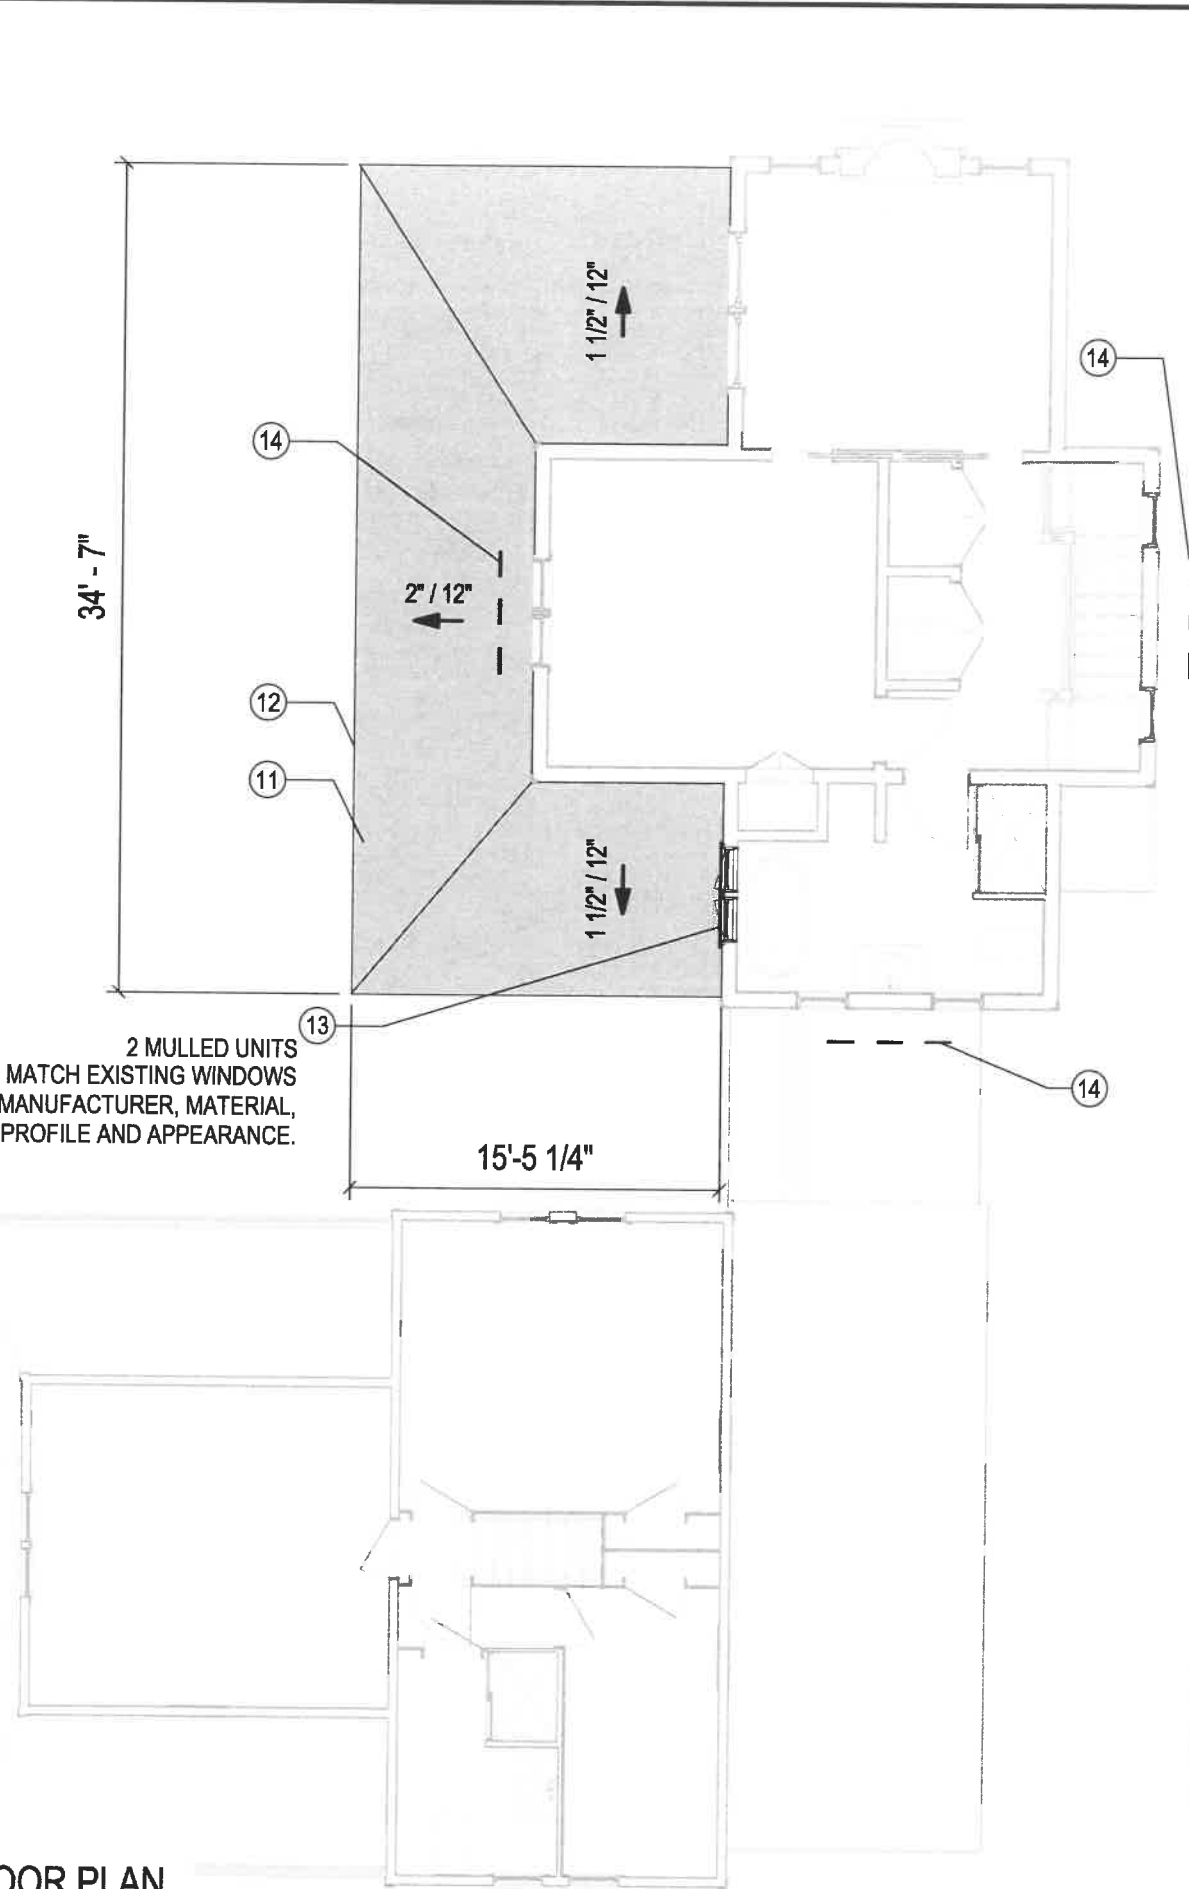 1 1/2" / 12"
14
14
34' - 7"
2" / 12"
12
11
1 1/2" / 12"
13
2 MULLED UNITS
MATCH EXISTING WINDOWS
MANUFACTURER, MATERIAL,
PROFILE AND APPEARANCE.
14
15'-5 1/4"
PLAN